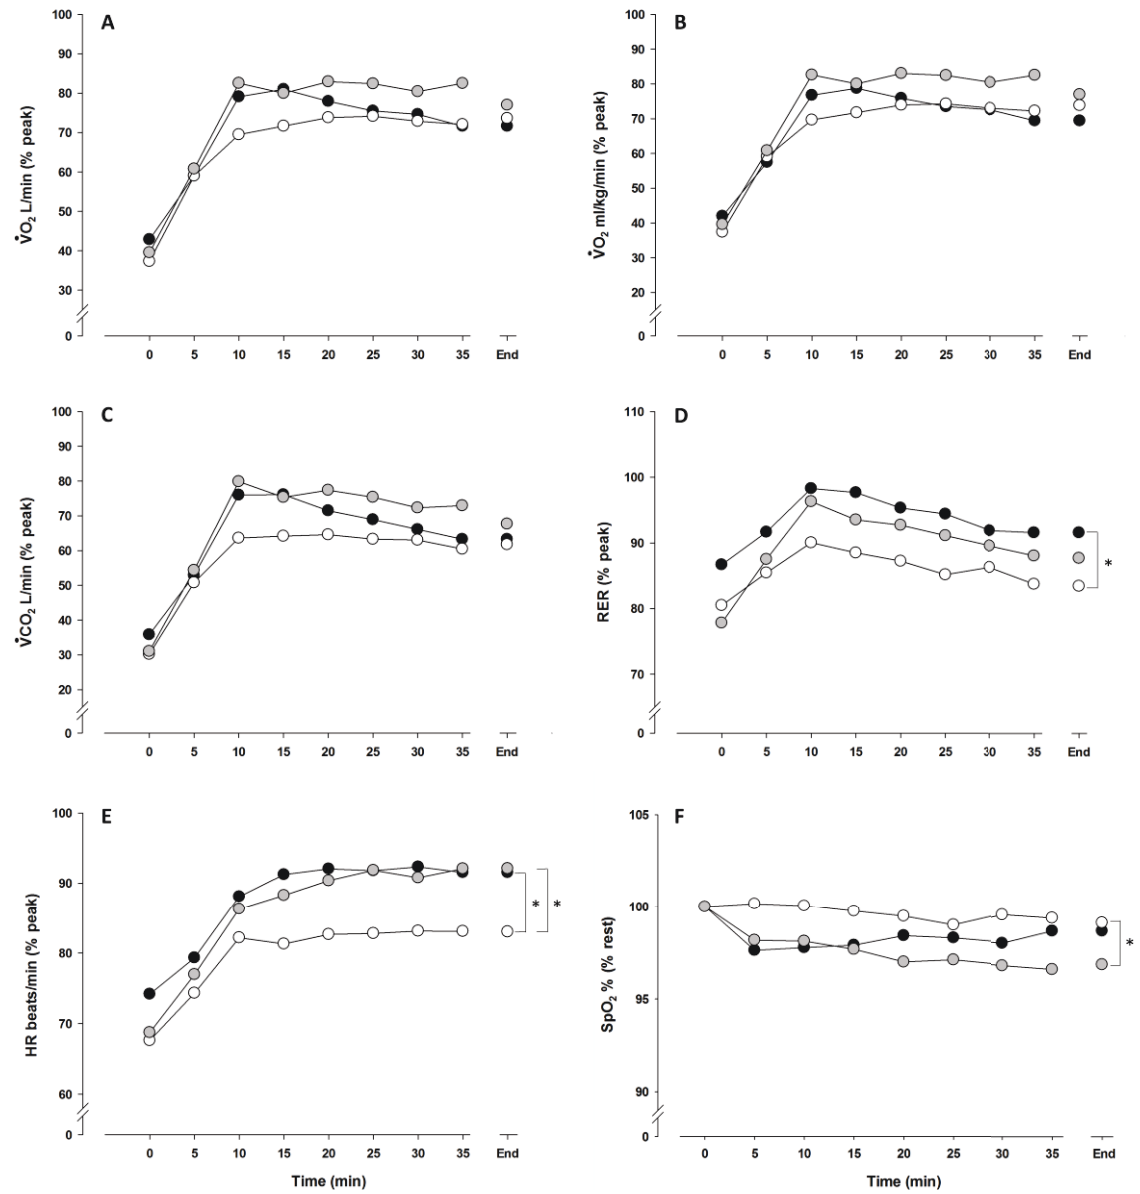 A
V̇O₂ L/min (% peak)
100
90
80
70
60
50
40
30
0
0 5 10 15 20 25 30 35 End
B
V̇O₂ ml/kg/min (% peak)
100
90
80
70
60
50
40
30
20
0
0 5 10 15 20 25 30 35 End
C
V̇CO₂ L/min (% peak)
100
90
80
70
60
50
40
30
20
0
0 5 10 15 20 25 30 35 End
D
RER (% peak)
110
100
90
80
70
0
*
0 5 10 15 20 25 30 35 End
E
HR beats/min (% peak)
100
90
80
70
60
0
* *
0 5 10 15 20 25 30 35 End
Time (min)
F
SpO₂ % (% rest)
105
100
95
90
0
*
0 5 10 15 20 25 30 35 End
Time (min)